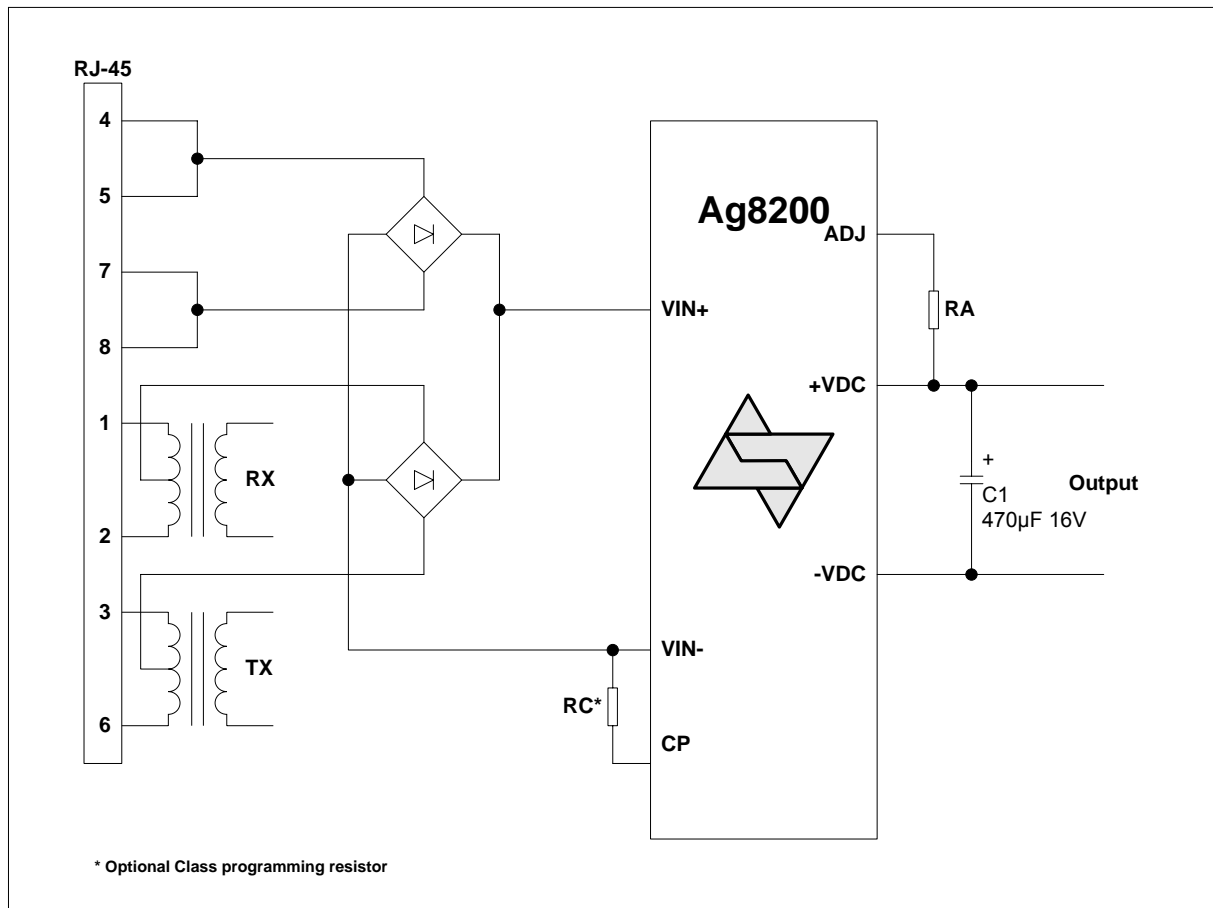 RJ-45
4
5
7
8
1
2
3
6
RX
TX
Ag8200
ADJ
VIN+
RA
+VDC
+
C1
470µF 16V
Output
-VDC
VIN-
RC*
CP
* Optional Class programming resistor